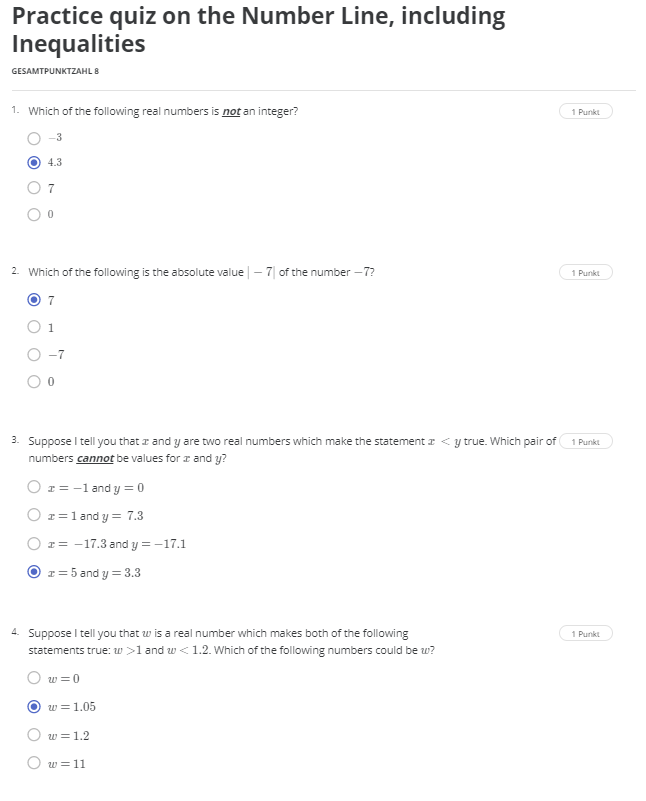 Practice quiz on the Number Line, including
Inequalities
GESAMTPUNKTZAHL 8
1. Which of the following real numbers is not an integer?
1 Punkt
−3
4.3
7
0
2. Which of the following is the absolute value | − 7| of the number −7?
1 Punkt
7
1
−7
0
3. Suppose I tell you that x and y are two real numbers which make the statement x < y true. Which pair of
1 Punkt
numbers cannot be values for x and y?
x = −1 and y = 0
x = 1 and y = 7.3
x = −17.3 and y = −17.1
x = 5 and y = 3.3
4. Suppose I tell you that w is a real number which makes both of the following
1 Punkt
statements true: w >1 and w < 1.2. Which of the following numbers could be w?
w = 0
w = 1.05
w = 1.2
w = 11